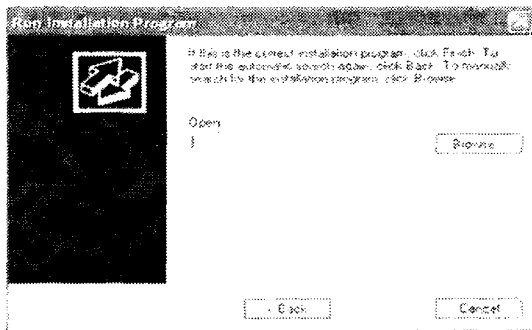 Run Installation Program
If this is the correct installation program, click Finish. To
start the automatic search again, click Back. To manually
search for the installation program, click Browse.
Open:
Browse...
< Back
Cancel